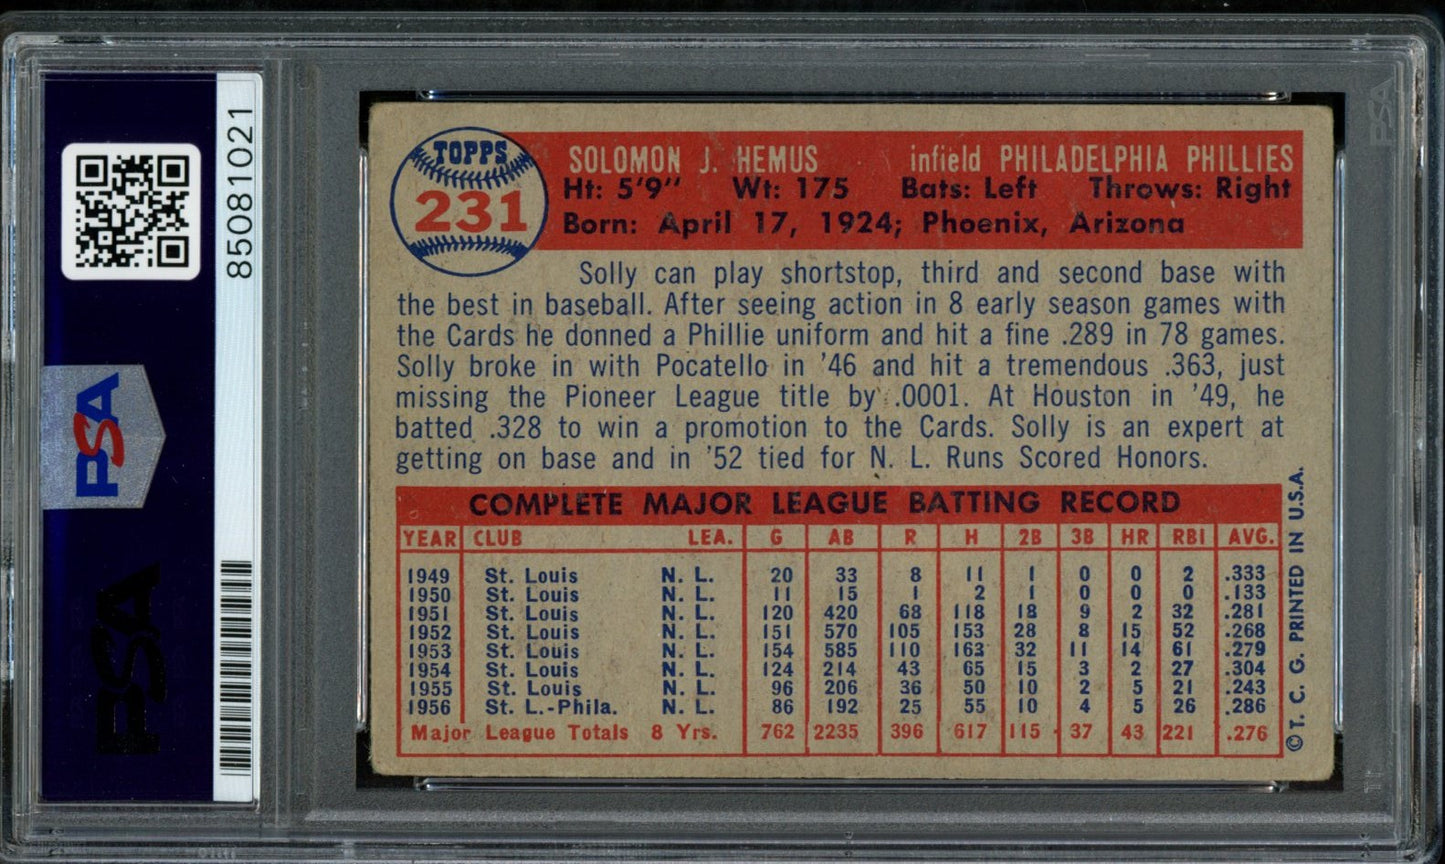 85081021
PSA
PSA
PSA
TOPPS
231
SOLOMON J. HEMUS infield PHILADELPHIA PHILLIES
Ht: 5'9" Wt: 175 Bats: Left Throws: Right
Born: April 17, 1924; Phoenix, Arizona
Solly can play shortstop, third and second base with
the best in baseball. After seeing action in 8 early season games with
the Cards he donned a Phillie uniform and hit a fine .289 in 78 games.
Solly broke in with Pocatello in '46 and hit a tremendous .363, just
missing the Pioneer League title by .0001. At Houston in '49, he
batted .328 to win a promotion to the Cards. Solly is an expert at
getting on base and in '52 tied for N. L. Runs Scored Honors.
COMPLETE MAJOR LEAGUE BATTING RECORD
YEAR CLUB LEA. G AB R H 2B 3B HR RBI AVG.
1949 St. Louis N. L. 20 33 8 11 1 0 0 2 .333
1950 St. Louis N. L. 11 15 1 2 1 0 0 0 .133
1951 St. Louis N. L. 120 420 68 118 18 9 2 32 .281
1952 St. Louis N. L. 151 570 105 153 28 8 15 52 .268
1953 St. Louis N. L. 154 585 110 163 32 11 14 61 .279
1954 St. Louis N. L. 124 214 43 65 15 3 2 27 .304
1955 St. Louis N. L. 96 206 36 50 10 2 5 21 .243
1956 St. L.-Phila. N. L. 86 192 25 55 10 4 5 26 .286
Major League Totals 8 Yrs. 762 2235 396 617 115 37 43 221 .276
© T. C. G. PRINTED IN U.S.A.